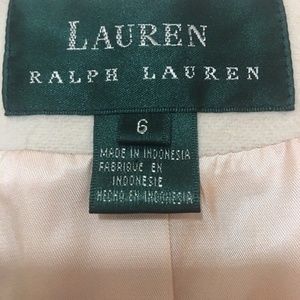 LAUREN
RALPH LAUREN
6
MADE IN INDONESIA
FABRIQUE EN
INDONESIE
HECHO EN INDONESIA